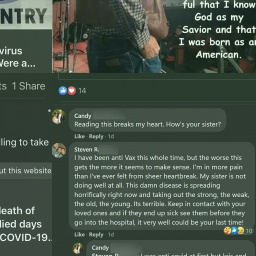 ful that I know
God as my
Savior and that
I was born as an
American.
NTRY
virus
Were a...
ts 1 Share
14
Candy
Reading this breaks my heart. How's your sister?
Like Reply 1d
ling to take
Steven R.
I have been anti Vax this whole time, but the worse this
gets the more it seems to make sense. I'm in more pain
than I've ever felt from sheer heartbreak. My sister is not
doing well at all. This damn disease is spreading
horrifically right now and taking out the strong, the weak,
the old, the young. Its terrible. Keep in contact with your
loved ones and if they end up sick see them before they
go into the hospital, it very well could be your last time!
ut this website
10
Like Reply 1d
death of
died days
COVID-19..
Candy